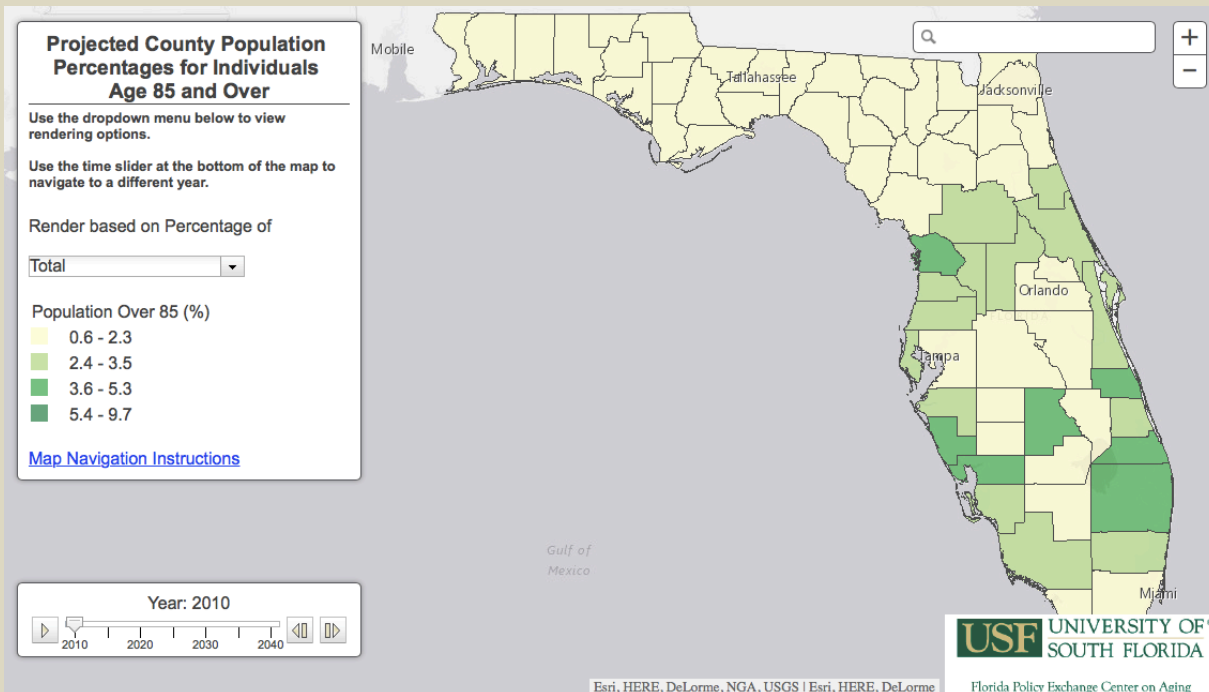 Projected County Population
Percentages for Individuals
Age 85 and Over
Use the dropdown menu below to view
rendering options.
Use the time slider at the bottom of the map to
navigate to a different year.
Render based on Percentage of
Total
Population Over 85 (%)
0.6 - 2.3
2.4 - 3.5
3.6 - 5.3
5.4 - 9.7
Map Navigation Instructions
Mobile
Tallahassee
Jacksonville
Orlando
FLORIDA
Tampa
Gulf of
Mexico
Miami
Year: 2010
2010 2020 2030 2040
USF UNIVERSITY OF
SOUTH FLORIDA
Florida Policy Exchange Center on Aging
Esri, HERE, DeLorme, NGA, USGS | Esri, HERE, DeLorme